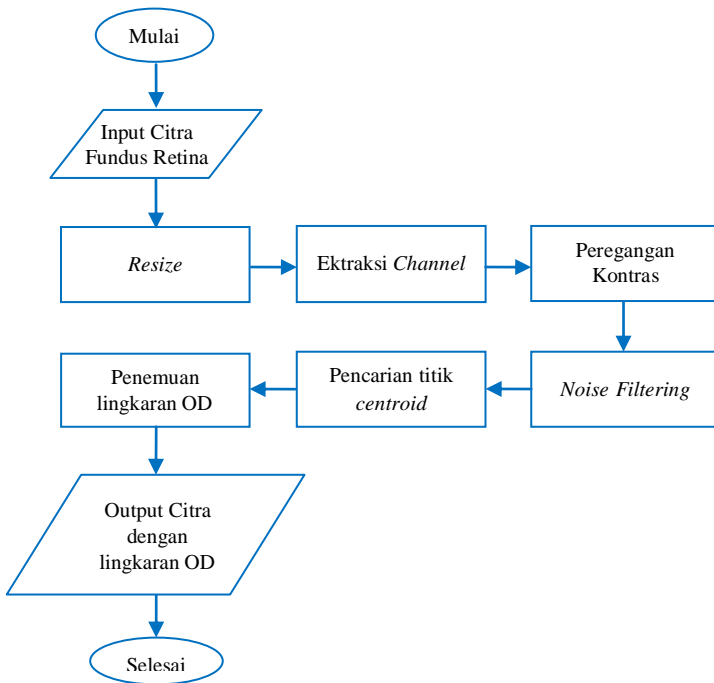 Mulai
Input Citra
Fundus Retina
Resize
Ektraksi Channel
Peregangan
Kontras
Noise Filtering
Pencarian titik
centroid
Penemuan
lingkaran OD
Output Citra
dengan
lingkaran OD
Selesai